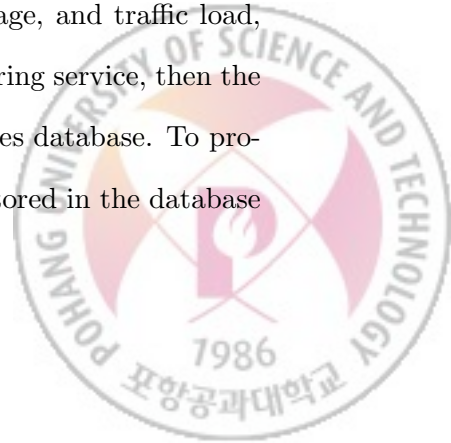 age, and traffic load,
ring service, then the
es database. To pro-
tored in the database
POHANG UNIVERSITY OF SCIENCE AND TECHNOLOGY
1986
포항공과대학교